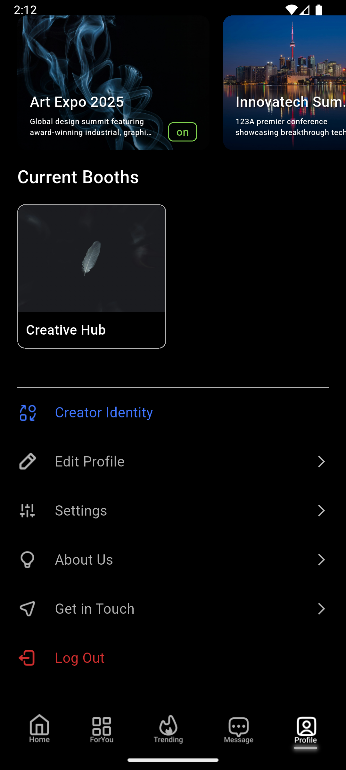 2:12
Art Expo 2025
Global design summit featuring
award-winning industrial, graphi...
on
Innovatech Sum.
123A premier conference
showcasing breakthrough tech
Current Booths
Creative Hub
Creator Identity
Edit Profile
Settings
About Us
Get in Touch
Log Out
Home
ForYou
Trending
Message
Profile